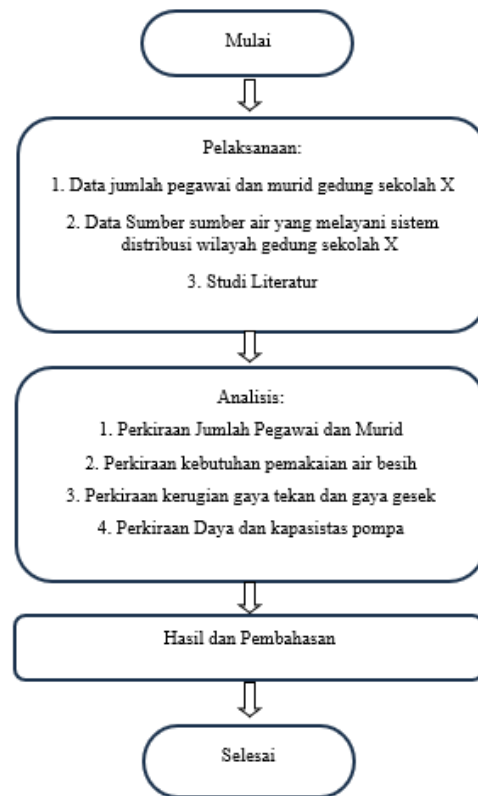 Mulai
Pelaksanaan:
1. Data jumlah pegawai dan murid gedung sekolah X
2. Data Sumber sumber air yang melayani sistem
distribusi wilayah gedung sekolah X
3. Studi Literatur
Analisis:
1. Perkiraan Jumlah Pegawai dan Murid
2. Perkiraan kebutuhan pemakaian air besih
3. Perkiraan kerugian gaya tekan dan gaya gesek
4. Perkiraan Daya dan kapasistas pompa
Hasil dan Pembahasan
Selesai